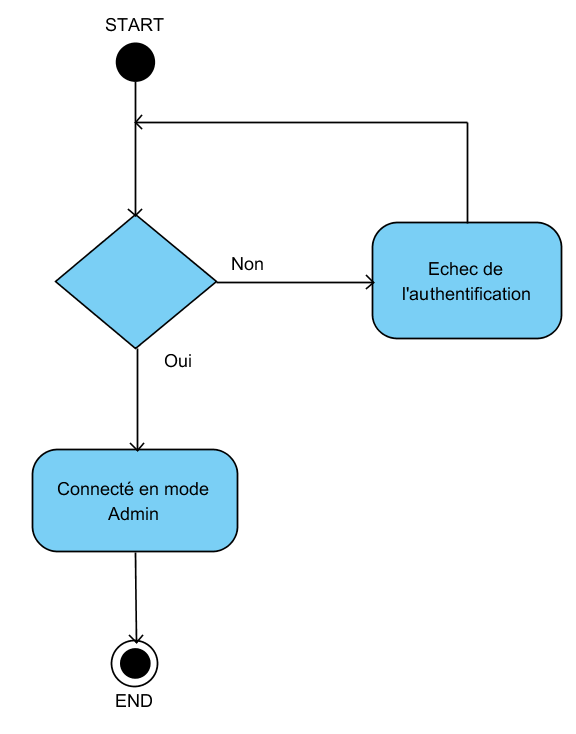 START
Non
Echec de
l'authentification
Oui
Connecté en mode
Admin
END